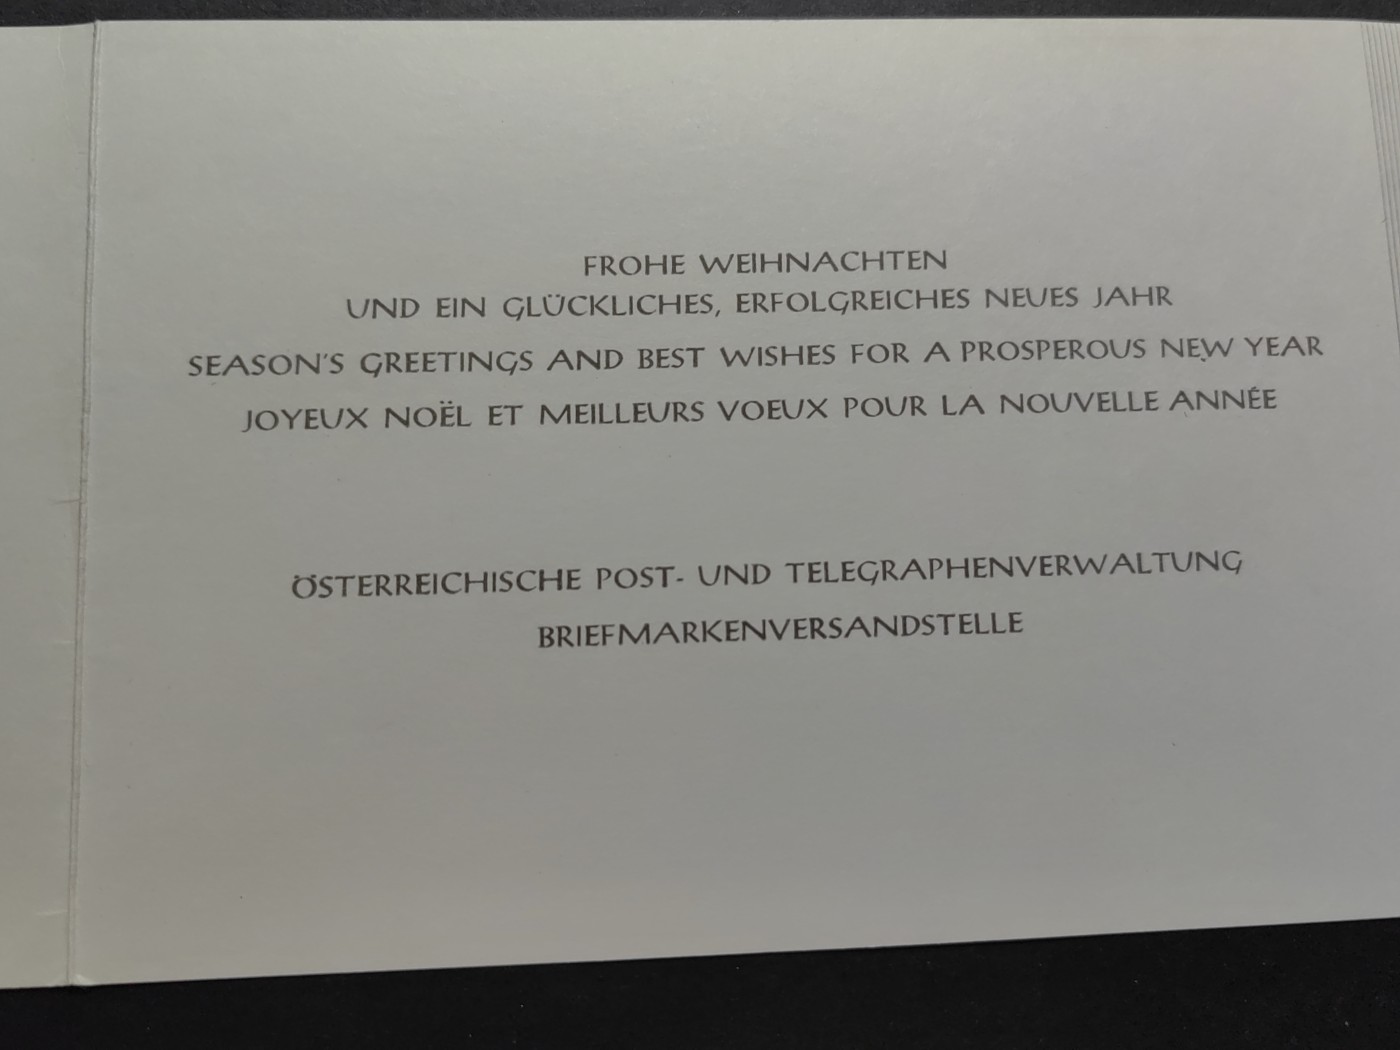 FROHE WEIHNACHTEN
UND EIN GLÜCKLICHES, ERFOLGREICHES NEUES JAHR
SEASON'S GREETINGS AND BEST WISHES FOR A PROSPEROUS NEW YEAR
JOYEUX NOËL ET MEILLEURS VOEUX POUR LA NOUVELLE ANNÉE
ÖSTERREICHISCHE POST- UND TELEGRAPHENVERWALTUNG
BRIEFMARKENVERSANDSTELLE